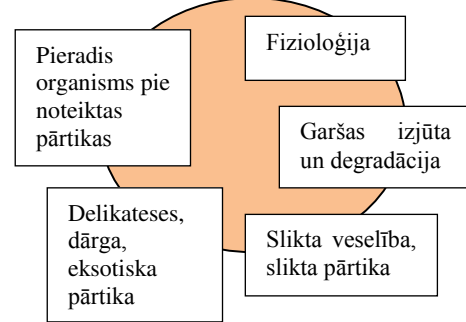 Pieradis
organisms pie
noteiktas
pārtikas
Fizioloģija
Garšas izjūta
un degradācija
Delikateses,
dārga,
eksotiska
pārtika
Slikta veselība,
slikta pārtika